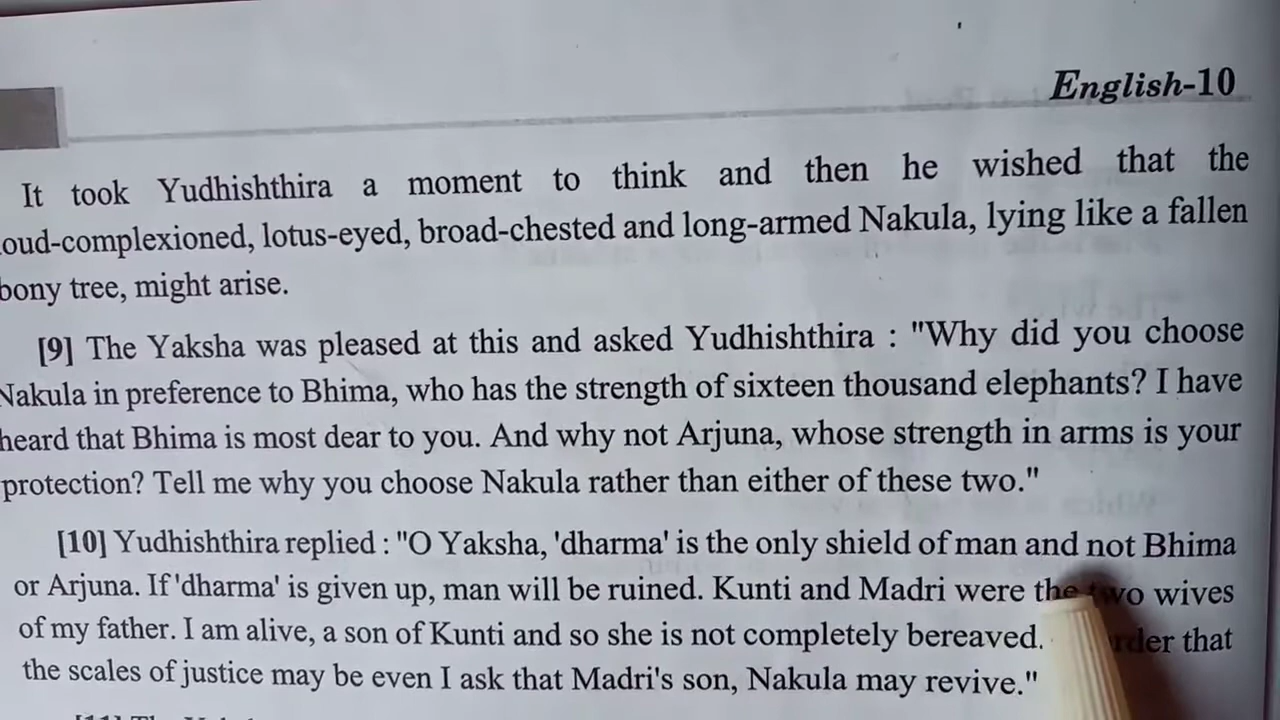 English-10
It took Yudhishthira a moment to think and then he wished that the
oud-complexioned, lotus-eyed, broad-chested and long-armed Nakula, lying like a fallen
bony tree, might arise.
[9] The Yaksha was pleased at this and asked Yudhishthira : "Why did you choose
Nakula in preference to Bhima, who has the strength of sixteen thousand elephants? I have
heard that Bhima is most dear to you. And why not Arjuna, whose strength in arms is your
protection? Tell me why you choose Nakula rather than either of these two."
[10] Yudhishthira replied : "O Yaksha, 'dharma' is the only shield of man and not Bhima
or Arjuna. If 'dharma' is given up, man will be ruined. Kunti and Madri were the two wives
of my father. I am alive, a son of Kunti and so she is not completely bereaved. rder that
the scales of justice may be even I ask that Madri's son, Nakula may revive."